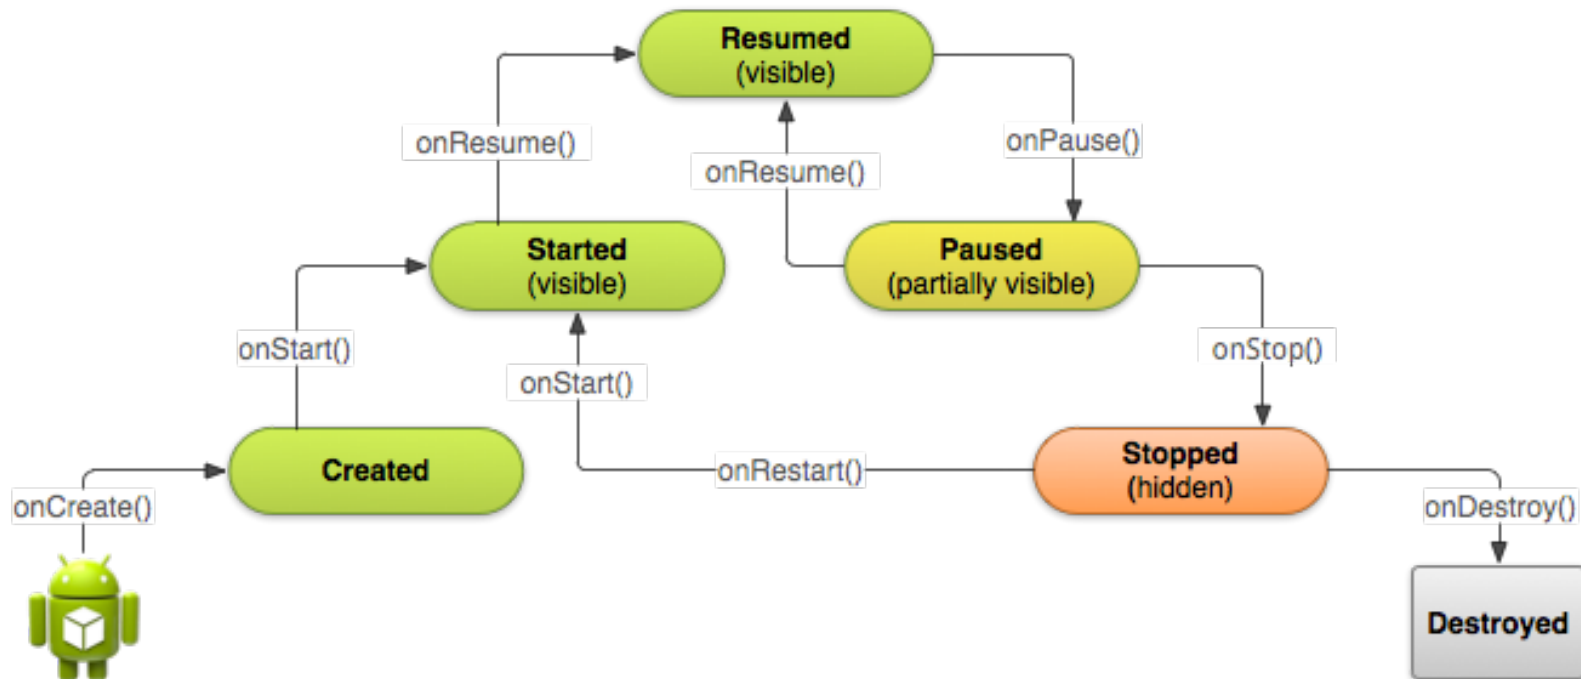 Resumed
(visible)
onResume()
onPause()
onResume()
Started
(visible)
Paused
(partially visible)
onStart()
onStop()
onStart()
Created
onRestart()
Stopped
(hidden)
onCreate()
onDestroy()
Destroyed